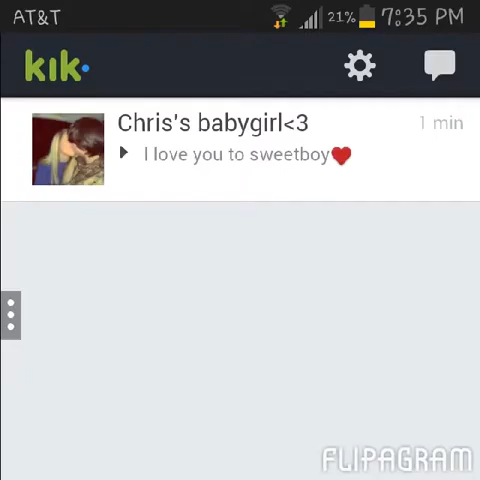 AT&T 21% 7:35 PM
kik
Chris's babygirl<3 1 min
I love you to sweetboy❤
FLIPAGRAM